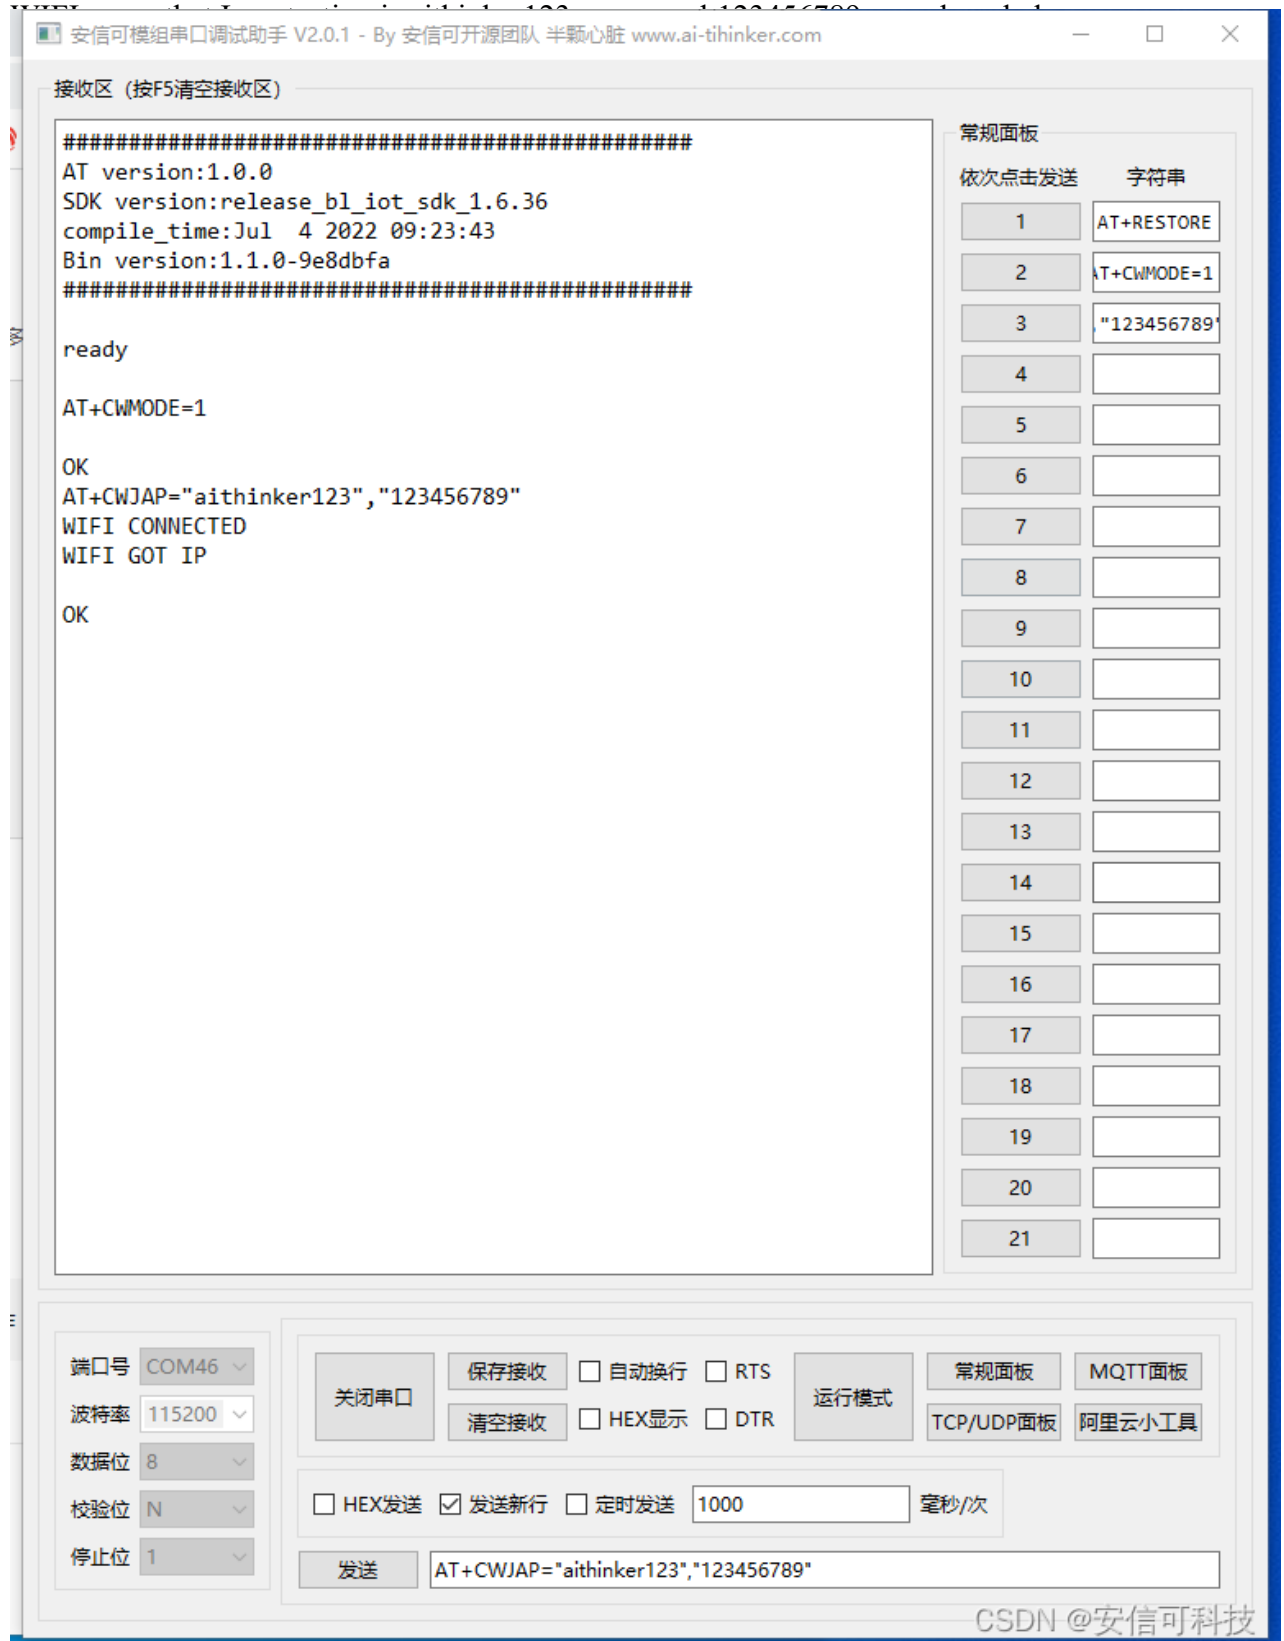 安信可模组串口调试助手 V2.0.1 - By 安信可开源团队 半颗心脏 www.ai-tihinker.com
接收区（按F5清空接收区）
################################################
AT version:1.0.0
SDK version:release_bl_iot_sdk_1.6.36
compile_time:Jul  4 2022 09:23:43
Bin version:1.1.0-9e8dbfa
################################################
ready
AT+CWMODE=1
OK
AT+CWJAP="aithinker123","123456789"
WIFI CONNECTED
WIFI GOT IP
OK
常规面板
依次点击发送 字符串
1 AT+RESTORE
2 AT+CWMODE=1
3 ,"123456789"
4
5
6
7
8
9
10
11
12
13
14
15
16
17
18
19
20
21
端口号 COM46
波特率 115200
数据位 8
校验位 N
停止位 1
关闭串口
保存接收 自动换行 RTS
清空接收 HEX显示 DTR
运行模式
常规面板 MQTT面板
TCP/UDP面板 阿里云小工具
HEX发送 发送新行 定时发送 1000 毫秒/次
发送 AT+CWJAP="aithinker123","123456789"
CSDN @安信可科技